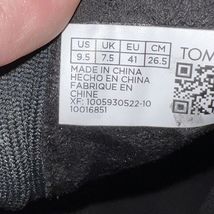 US UK EU CM
9.5 7.5 41 26.5
TOM
MADE IN CHINA
HECHO EN CHINA
FABRIQUE EN
CHINE
XF: 1005930522-10
10016851